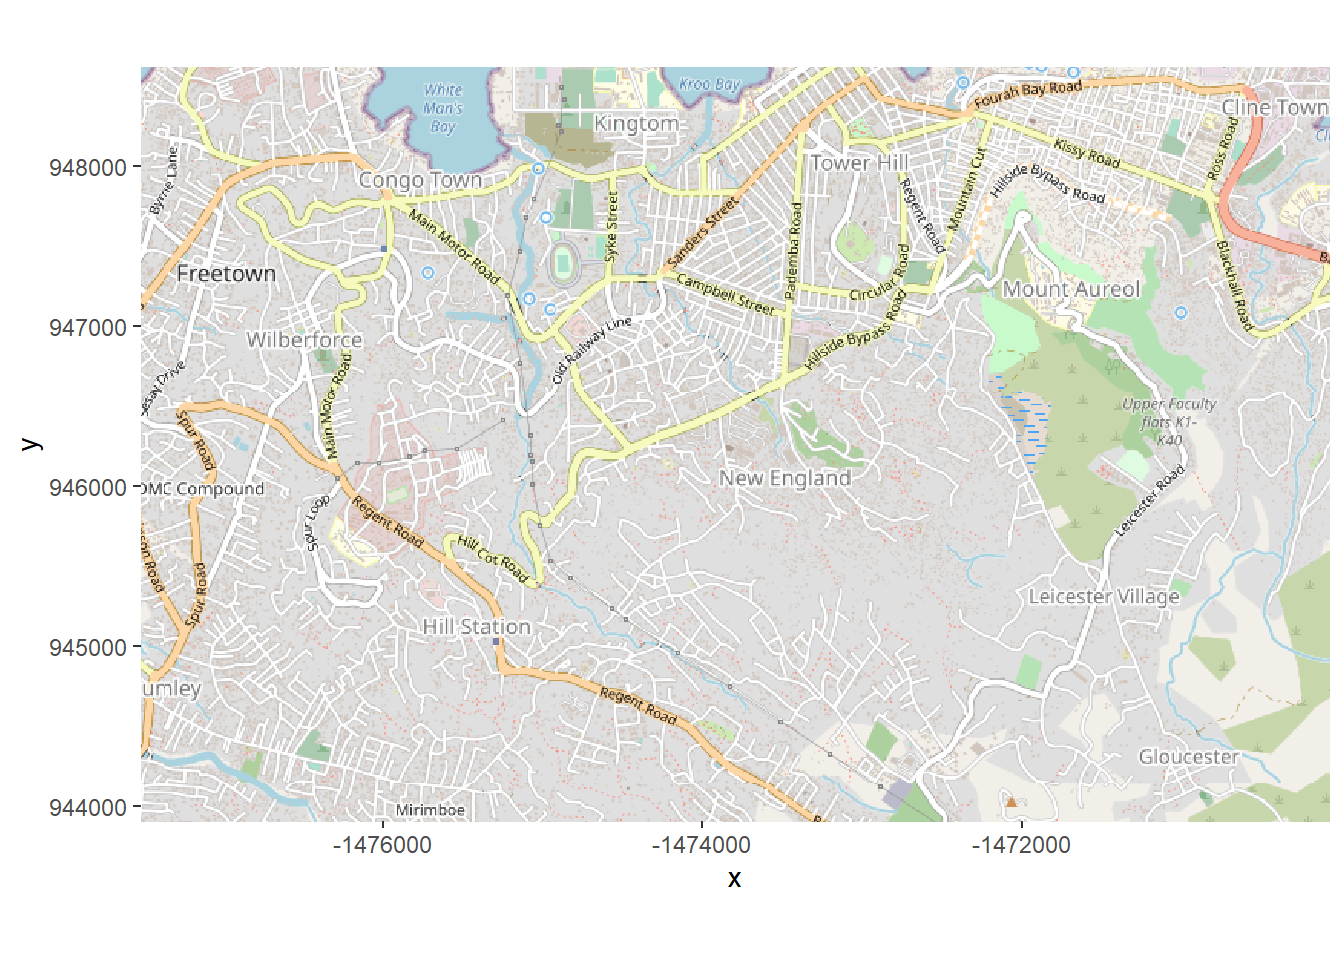 White
Man's
Bay
Kroo Bay
Kingtom
Fourah Bay Road
Cline Town
948000
Byrne Lane
Congo Town
Tower Hill
Kissy Road
Ross Road
Hillside Bypass Road
Mountain Cut
Regent Road
Main Motor Road
Syke Street
Sanders Street
Pademba Road
Circular Road
Blackhall Road
Freetown
Campbell Street
Mount Aureol
947000
Wilberforce
Old Railway Line
Hillside Bypass Road
esay Drive
Main Motor Road
Spur Road
Upper Faculty
flats K1-
K40
y
946000
OMC Compound
New England
Leicester Road
Spur Loop
Regent Road
Hill Cot Road
son Road
Spur Road
Leicester Village
Hill Station
945000
umley
Regent Road
Gloucester
944000
Mirimboe
-1476000
-1474000
-1472000
x